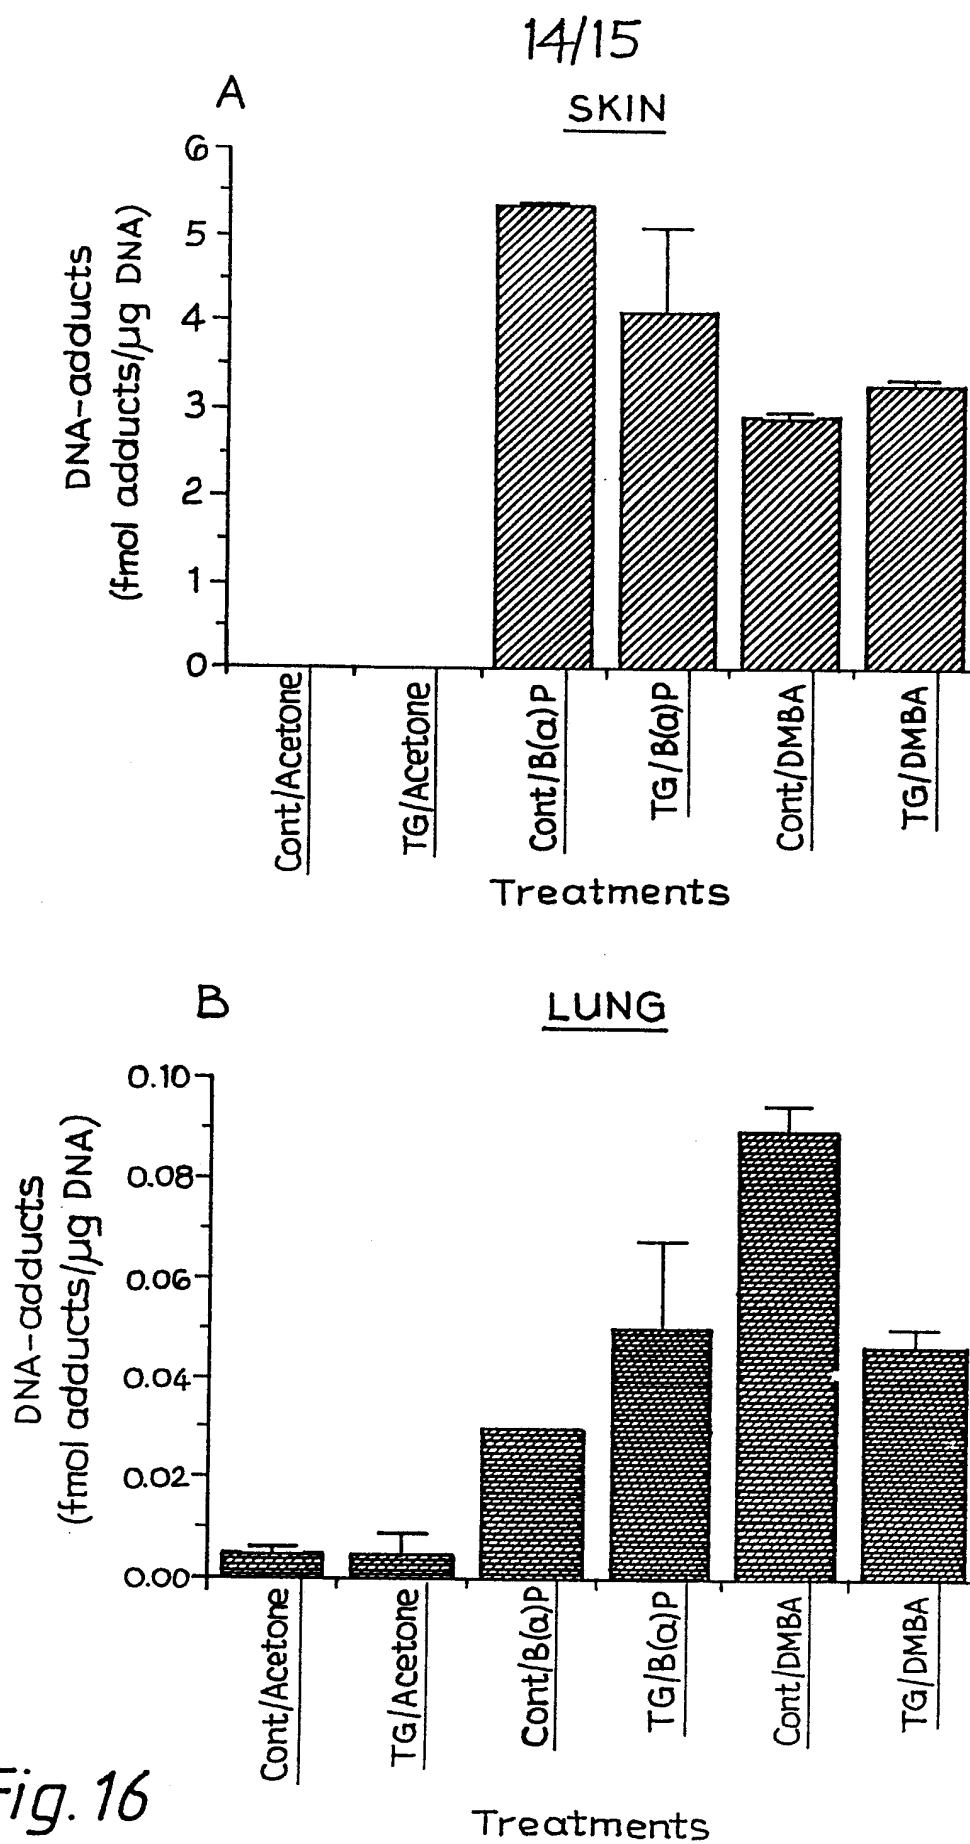 14/15
A
SKIN
DNA-adducts
(fmol adducts/µg DNA)
6
5
4
3
2
1
0
Cont/Acetone
TG/Acetone
Cont/B(a)P
TG/B(a)P
Cont/DMBA
TG/DMBA
Treatments
B
LUNG
DNA-adducts
(fmol adducts/µg DNA)
0.10
0.08
0.06
0.04
0.02
0.00
Cont/Acetone
TG/Acetone
Cont/B(a)P
TG/B(a)P
Cont/DMBA
TG/DMBA
Treatments
Fig. 16